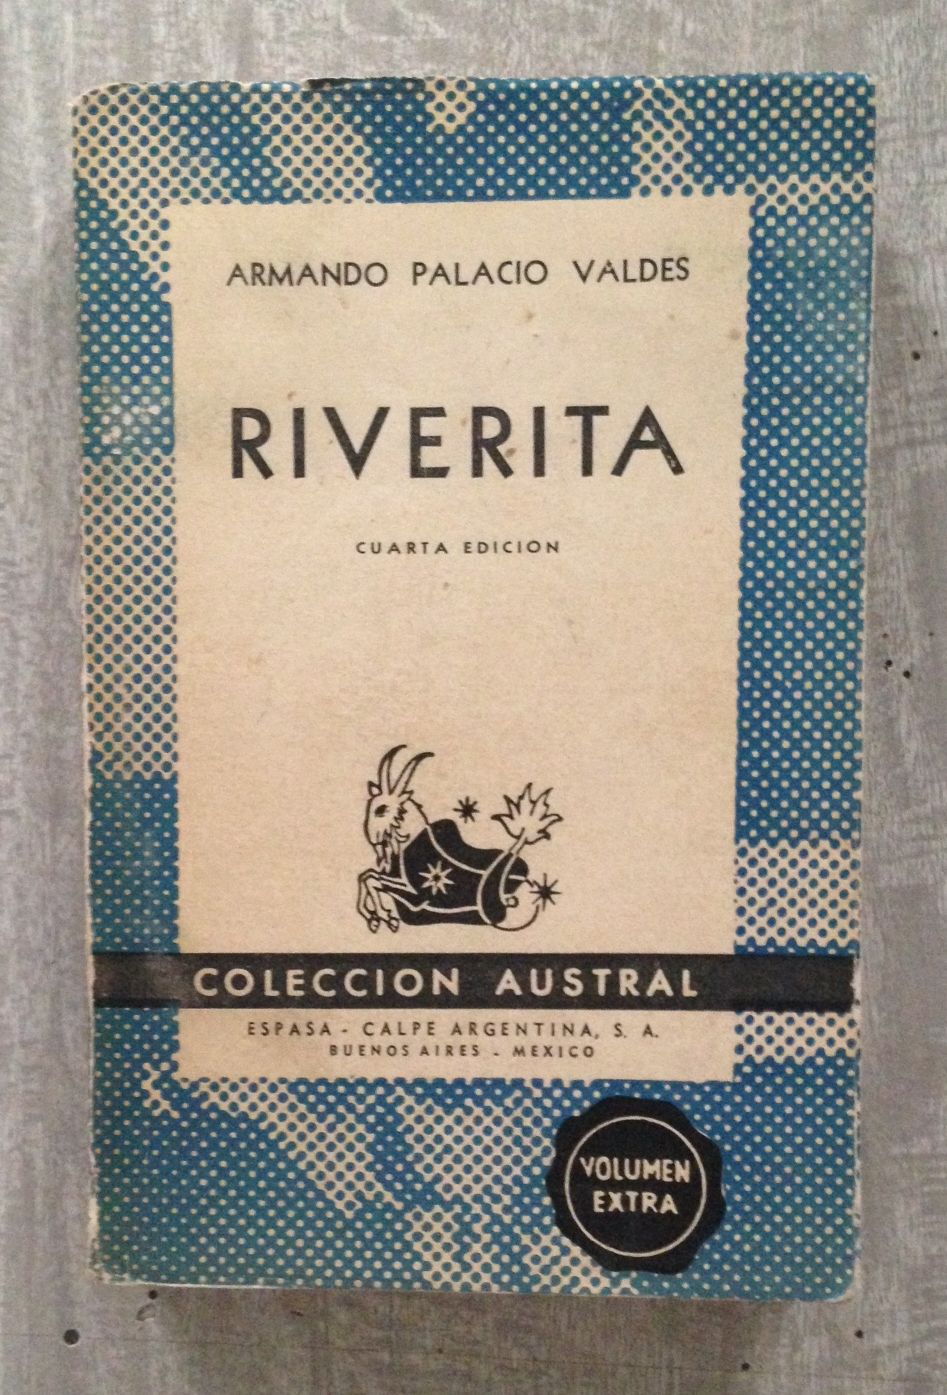 ARMANDO PALACIO VALDES
RIVERITA
CUARTA EDICION
COLECCION AUSTRAL
ESPASA - CALPE ARGENTINA, S. A.
BUENOS AIRES - MEXICO
VOLUMEN
EXTRA